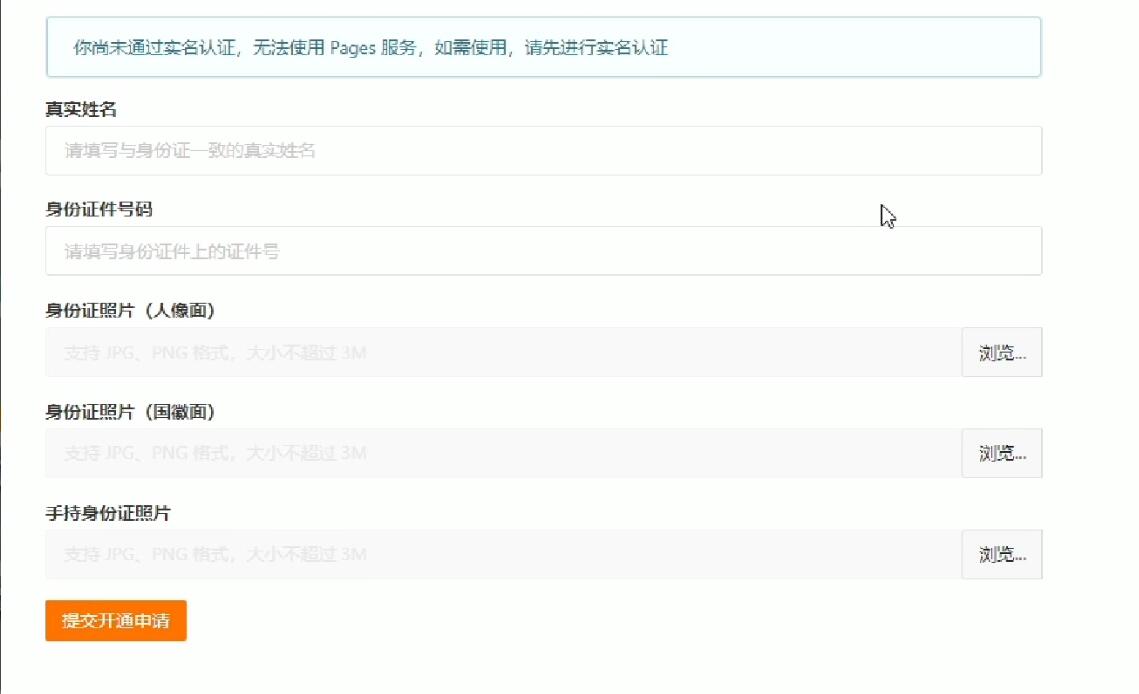 你尚未通过实名认证，无法使用 Pages 服务，如需使用，请先进行实名认证
真实姓名
请填写与身份证一致的真实姓名
身份证件号码
请填写身份证件上的证件号
身份证照片（人像面）
支持 JPG、PNG 格式，大小不超过 3M
浏览...
身份证照片（国徽面）
支持 JPG、PNG 格式，大小不超过 3M
浏览...
手持身份证照片
支持 JPG、PNG 格式，大小不超过 3M
浏览...
提交开通申请